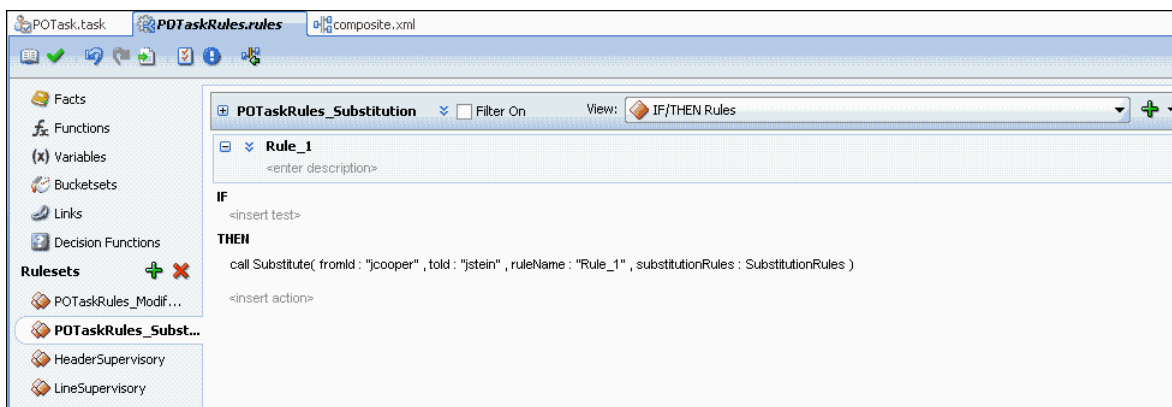 POTask.task
POTaskRules.rules
composite.xml
Facts
Functions
Variables
Bucketsets
Links
Decision Functions
Rulesets
POTaskRules_Modif...
POTaskRules_Subst...
HeaderSupervisory
LineSupervisory
POTaskRules_Substitution
Filter On
View: IF/THEN Rules
Rule_1
<enter description>
IF
<insert test>
THEN
call Substitute( fromId : "jcooper" , toId : "jstein" , ruleName : "Rule_1" , substitutionRules : SubstitutionRules )
<insert action>